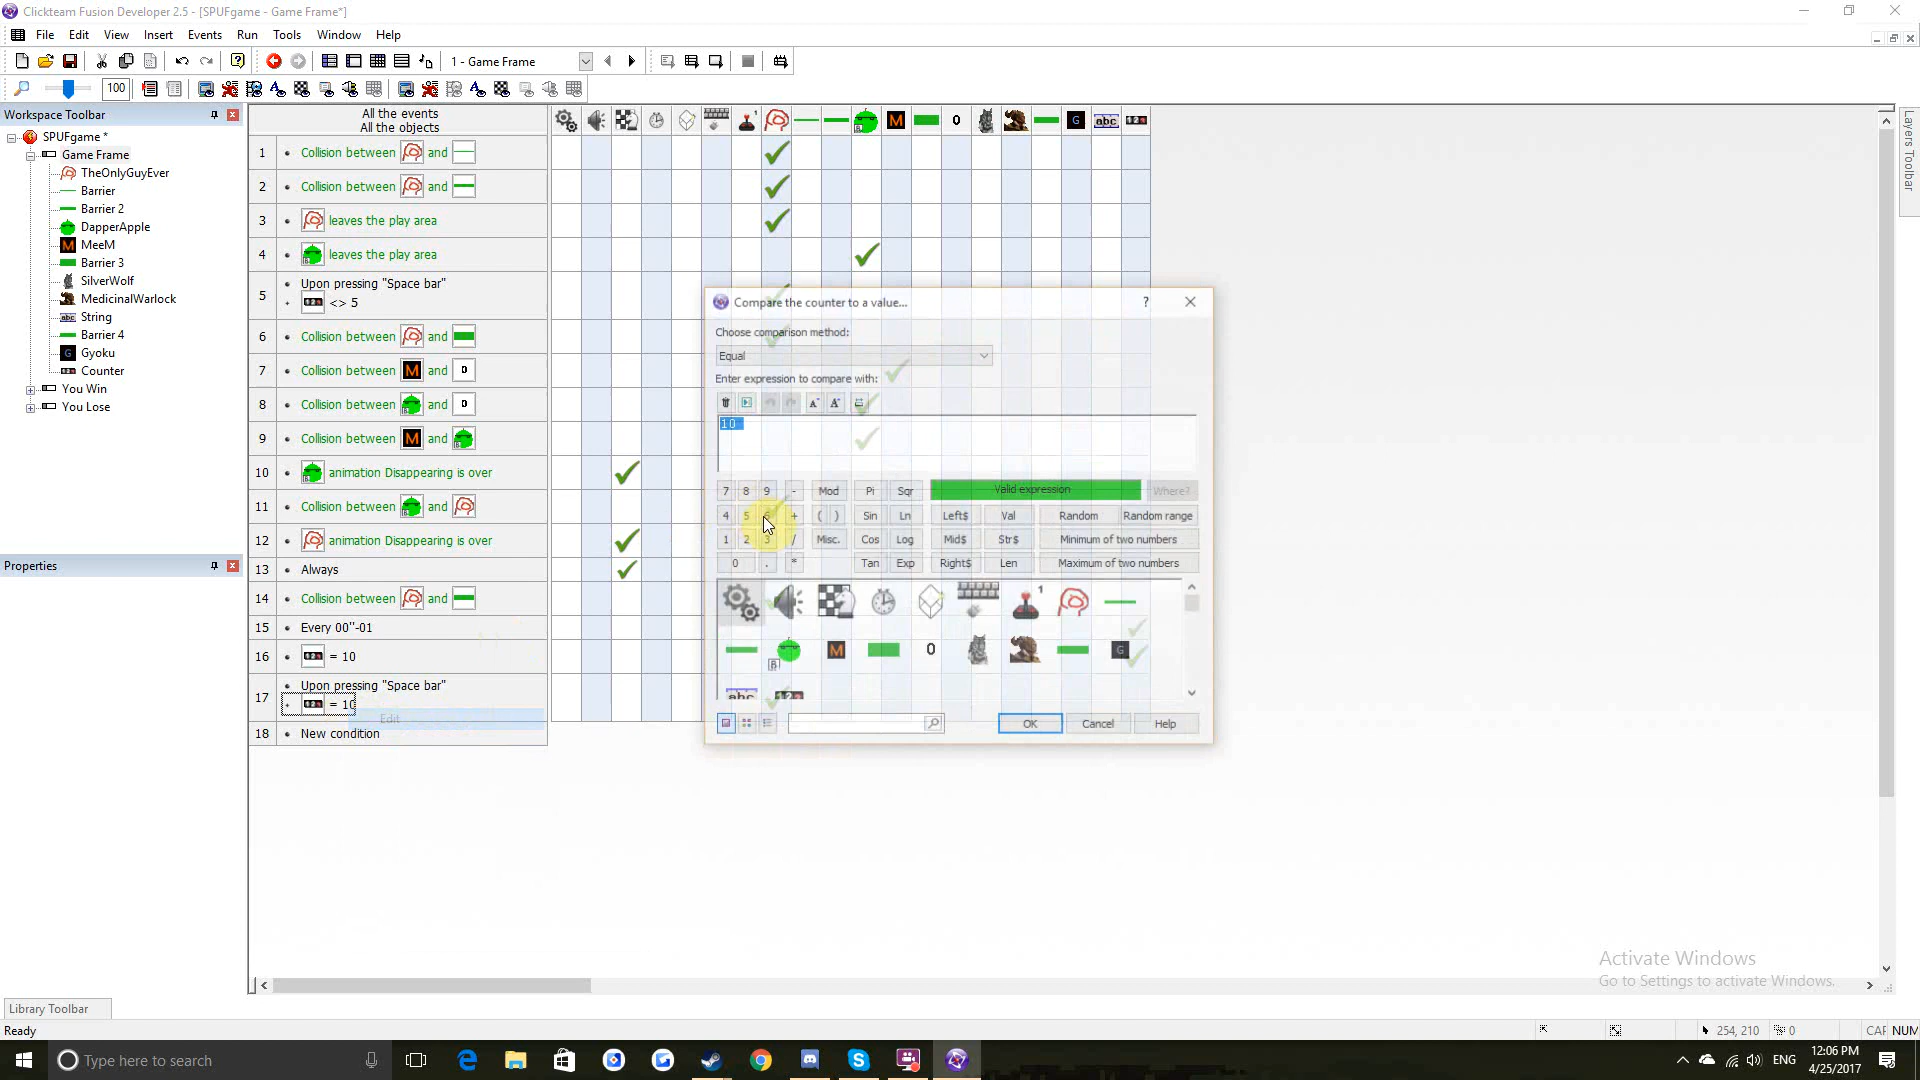 Clickteam Fusion Developer 2.5 - [SPUFgame - Game Frame*]
File Edit View Insert Events Run Tools Window Help
1 - Game Frame
100
Workspace Toolbar
SPUFgame *
Game Frame
TheOnlyGuyEver
Barrier
Barrier 2
DapperApple
MeeM
Barrier 3
SilverWolf
MedicinalWarlock
String
Barrier 4
Gyoku
Counter
You Win
You Lose
Properties
Library Toolbar
Ready
All the events
All the objects
1 Collision between and
2 Collision between and
3 leaves the play area
4 leaves the play area
5 Upon pressing "Space bar"
<> 5
6 Collision between and
7 Collision between M and 0
8 Collision between and 0
9 Collision between M and
10 animation Disappearing is over
11 Collision between and
12 animation Disappearing is over
13 Always
14 Collision between and
15 Every 00"-01
16 = 10
17 Upon pressing "Space bar"
= 10
Edit
18 New condition
Compare the counter to a value...
?
Choose comparison method:
Equal
Enter expression to compare with:
10
7 8 9 - Mod Pi Sqr Valid expression Where?
4 5 6 + ( ) Sin Ln Left$ Val Random Random range
1 2 3 / Misc. Cos Log Mid$ Str$ Minimum of two numbers
0 . * Tan Exp Right$ Len Maximum of two numbers
OK Cancel Help
Layers Toolbar
Activate Windows
Go to Settings to activate Windows.
254, 210 0 CAF NUM
Type here to search
ENG
12:06 PM
4/25/2017